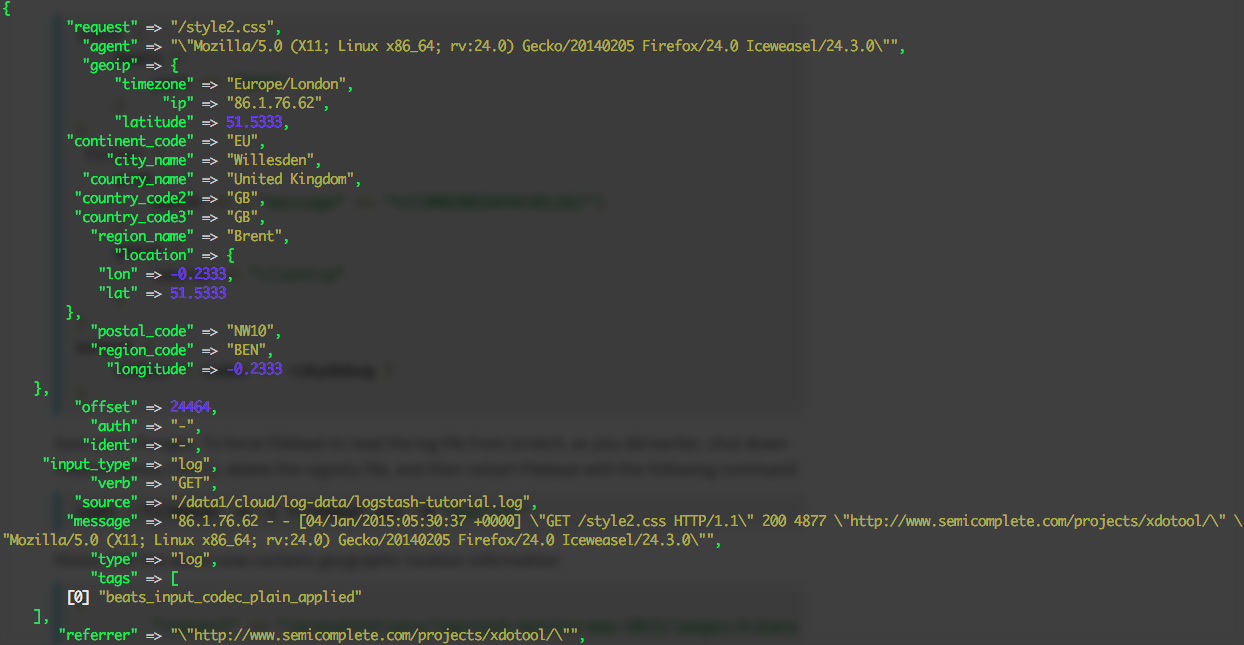 {
"request" => "/style2.css",
"agent" => "\"Mozilla/5.0 (X11; Linux x86_64; rv:24.0) Gecko/20140205 Firefox/24.0 Iceweasel/24.3.0\"",
"geoip" => {
"timezone" => "Europe/London",
"ip" => "86.1.76.62",
"latitude" => 51.5333,
"continent_code" => "EU",
"city_name" => "Willesden",
"country_name" => "United Kingdom",
"country_code2" => "GB",
"country_code3" => "GB",
"region_name" => "Brent",
"location" => {
"lon" => -0.2333,
"lat" => 51.5333
},
"postal_code" => "NW10",
"region_code" => "BEN",
"longitude" => -0.2333
},
"offset" => 24464,
"auth" => "-",
"ident" => "-",
"input_type" => "log",
"verb" => "GET",
"source" => "/data1/cloud/log-data/logstash-tutorial.log",
"message" => "86.1.76.62 - - [04/Jan/2015:05:30:37 +0000] \"GET /style2.css HTTP/1.1\" 200 4877 \"http://www.semicomplete.com/projects/xdotool/\" \
"Mozilla/5.0 (X11; Linux x86_64; rv:24.0) Gecko/20140205 Firefox/24.0 Iceweasel/24.3.0\"",
"type" => "log",
"tags" => [
[0] "beats_input_codec_plain_applied"
],
"referrer" => "\"http://www.semicomplete.com/projects/xdotool/\"",